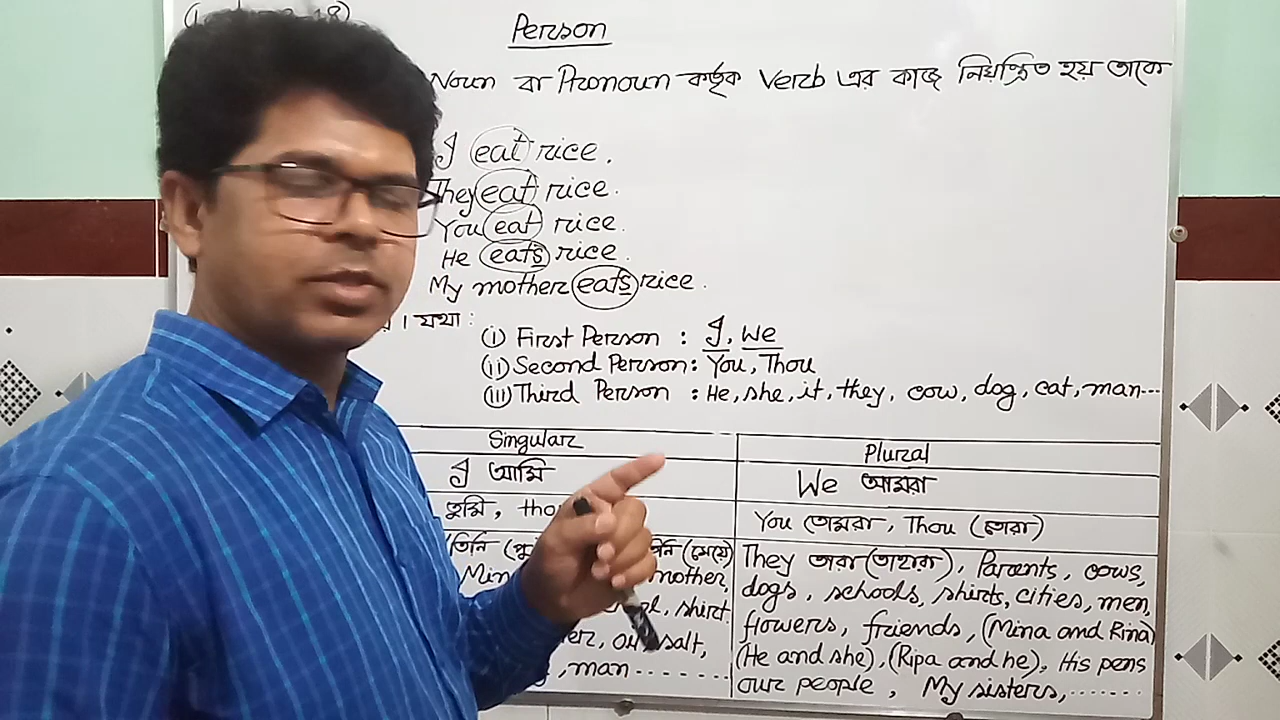 Person
Noun বা Pronoun কর্তৃক Verb এর কাজ নিয়ন্ত্রিত হয় তাকে
I eat rice.
They eat rice.
You eat rice.
He eats rice.
My mother eats rice.
। যথা:
(i) First Person : I, We
(ii) Second Person: You, Thou
(iii) Third Person : He, she, it, they, cow, dog, cat, man---
Singular
Plural
I আমি
We আমরা
তুমি,
You তোমরা, Thou (তোরা)
তিনি (মেয়ে)
They তারা (তাহারা), Parents, cows,
mother,
dogs, schools, shirts, cities, men,
shirt
flowers, friends, (Mina and Rina)
salt,
(He and she), (Ripa and he), His pens
, man .......
our people, My sisters, ......